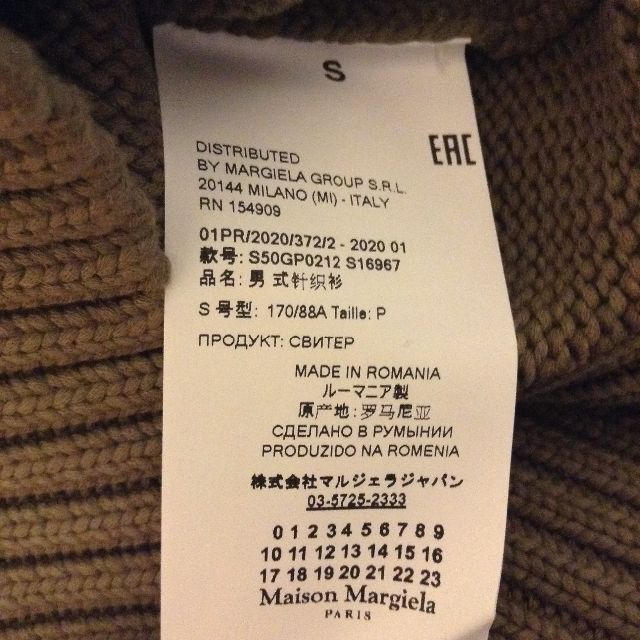 S
EAC
DISTRIBUTED
BY MARGIELA GROUP S.R.L.
20144 MILANO (MI) - ITALY
RN 154909
01PR/2020/372/2 - 2020 01
款号: S50GP0212 S16967
品名: 男 式针织衫
S 号型: 170/88A Taille: P
ПРОДУКТ: СВИТЕР
MADE IN ROMANIA
ルーマニア製
原产地: 罗马尼亚
СДЕЛАНО В РУМЫНИИ
PRODUZIDO NA ROMENIA
株式会社マルジェラジャパン
03-5725-2333
0 1 2 3 4 5 6 7 8 9
10 11 12 13 14 15 16
17 18 19 20 21 22 23
Maison Margiela
PARIS